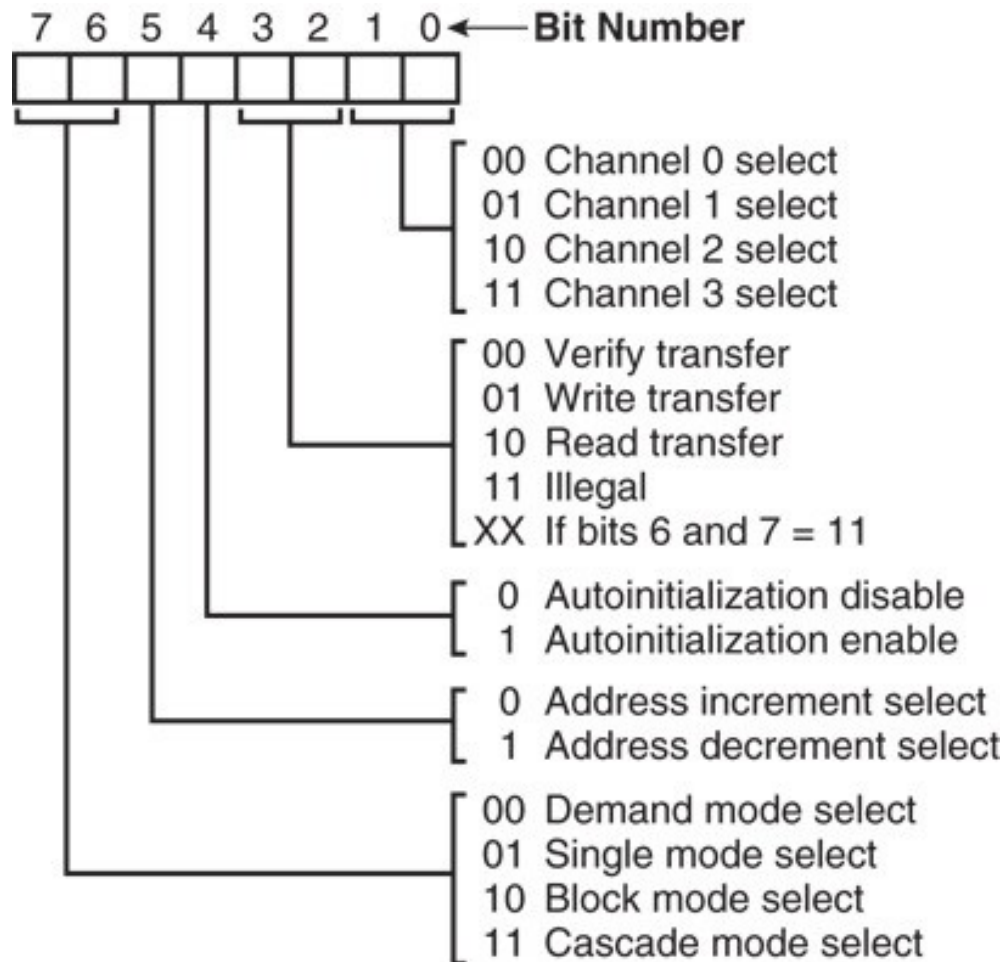 7 6 5 4 3 2 1 0 Bit Number
00 Channel 0 select
01 Channel 1 select
10 Channel 2 select
11 Channel 3 select
00 Verify transfer
01 Write transfer
10 Read transfer
11 Illegal
XX If bits 6 and 7 = 11
0 Autoinitialization disable
1 Autoinitialization enable
0 Address increment select
1 Address decrement select
00 Demand mode select
01 Single mode select
10 Block mode select
11 Cascade mode select